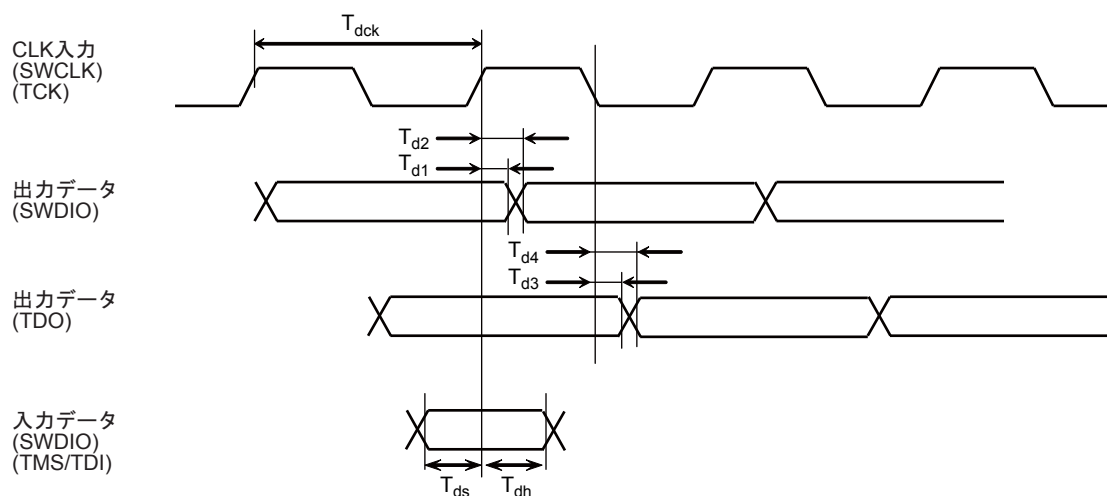 T_dck
CLK入力
(SWCLK)
(TCK)
T_d2
T_d1
出力データ
(SWDIO)
T_d4
T_d3
出力データ
(TDO)
入力データ
(SWDIO)
(TMS/TDI)
T_ds T_dh